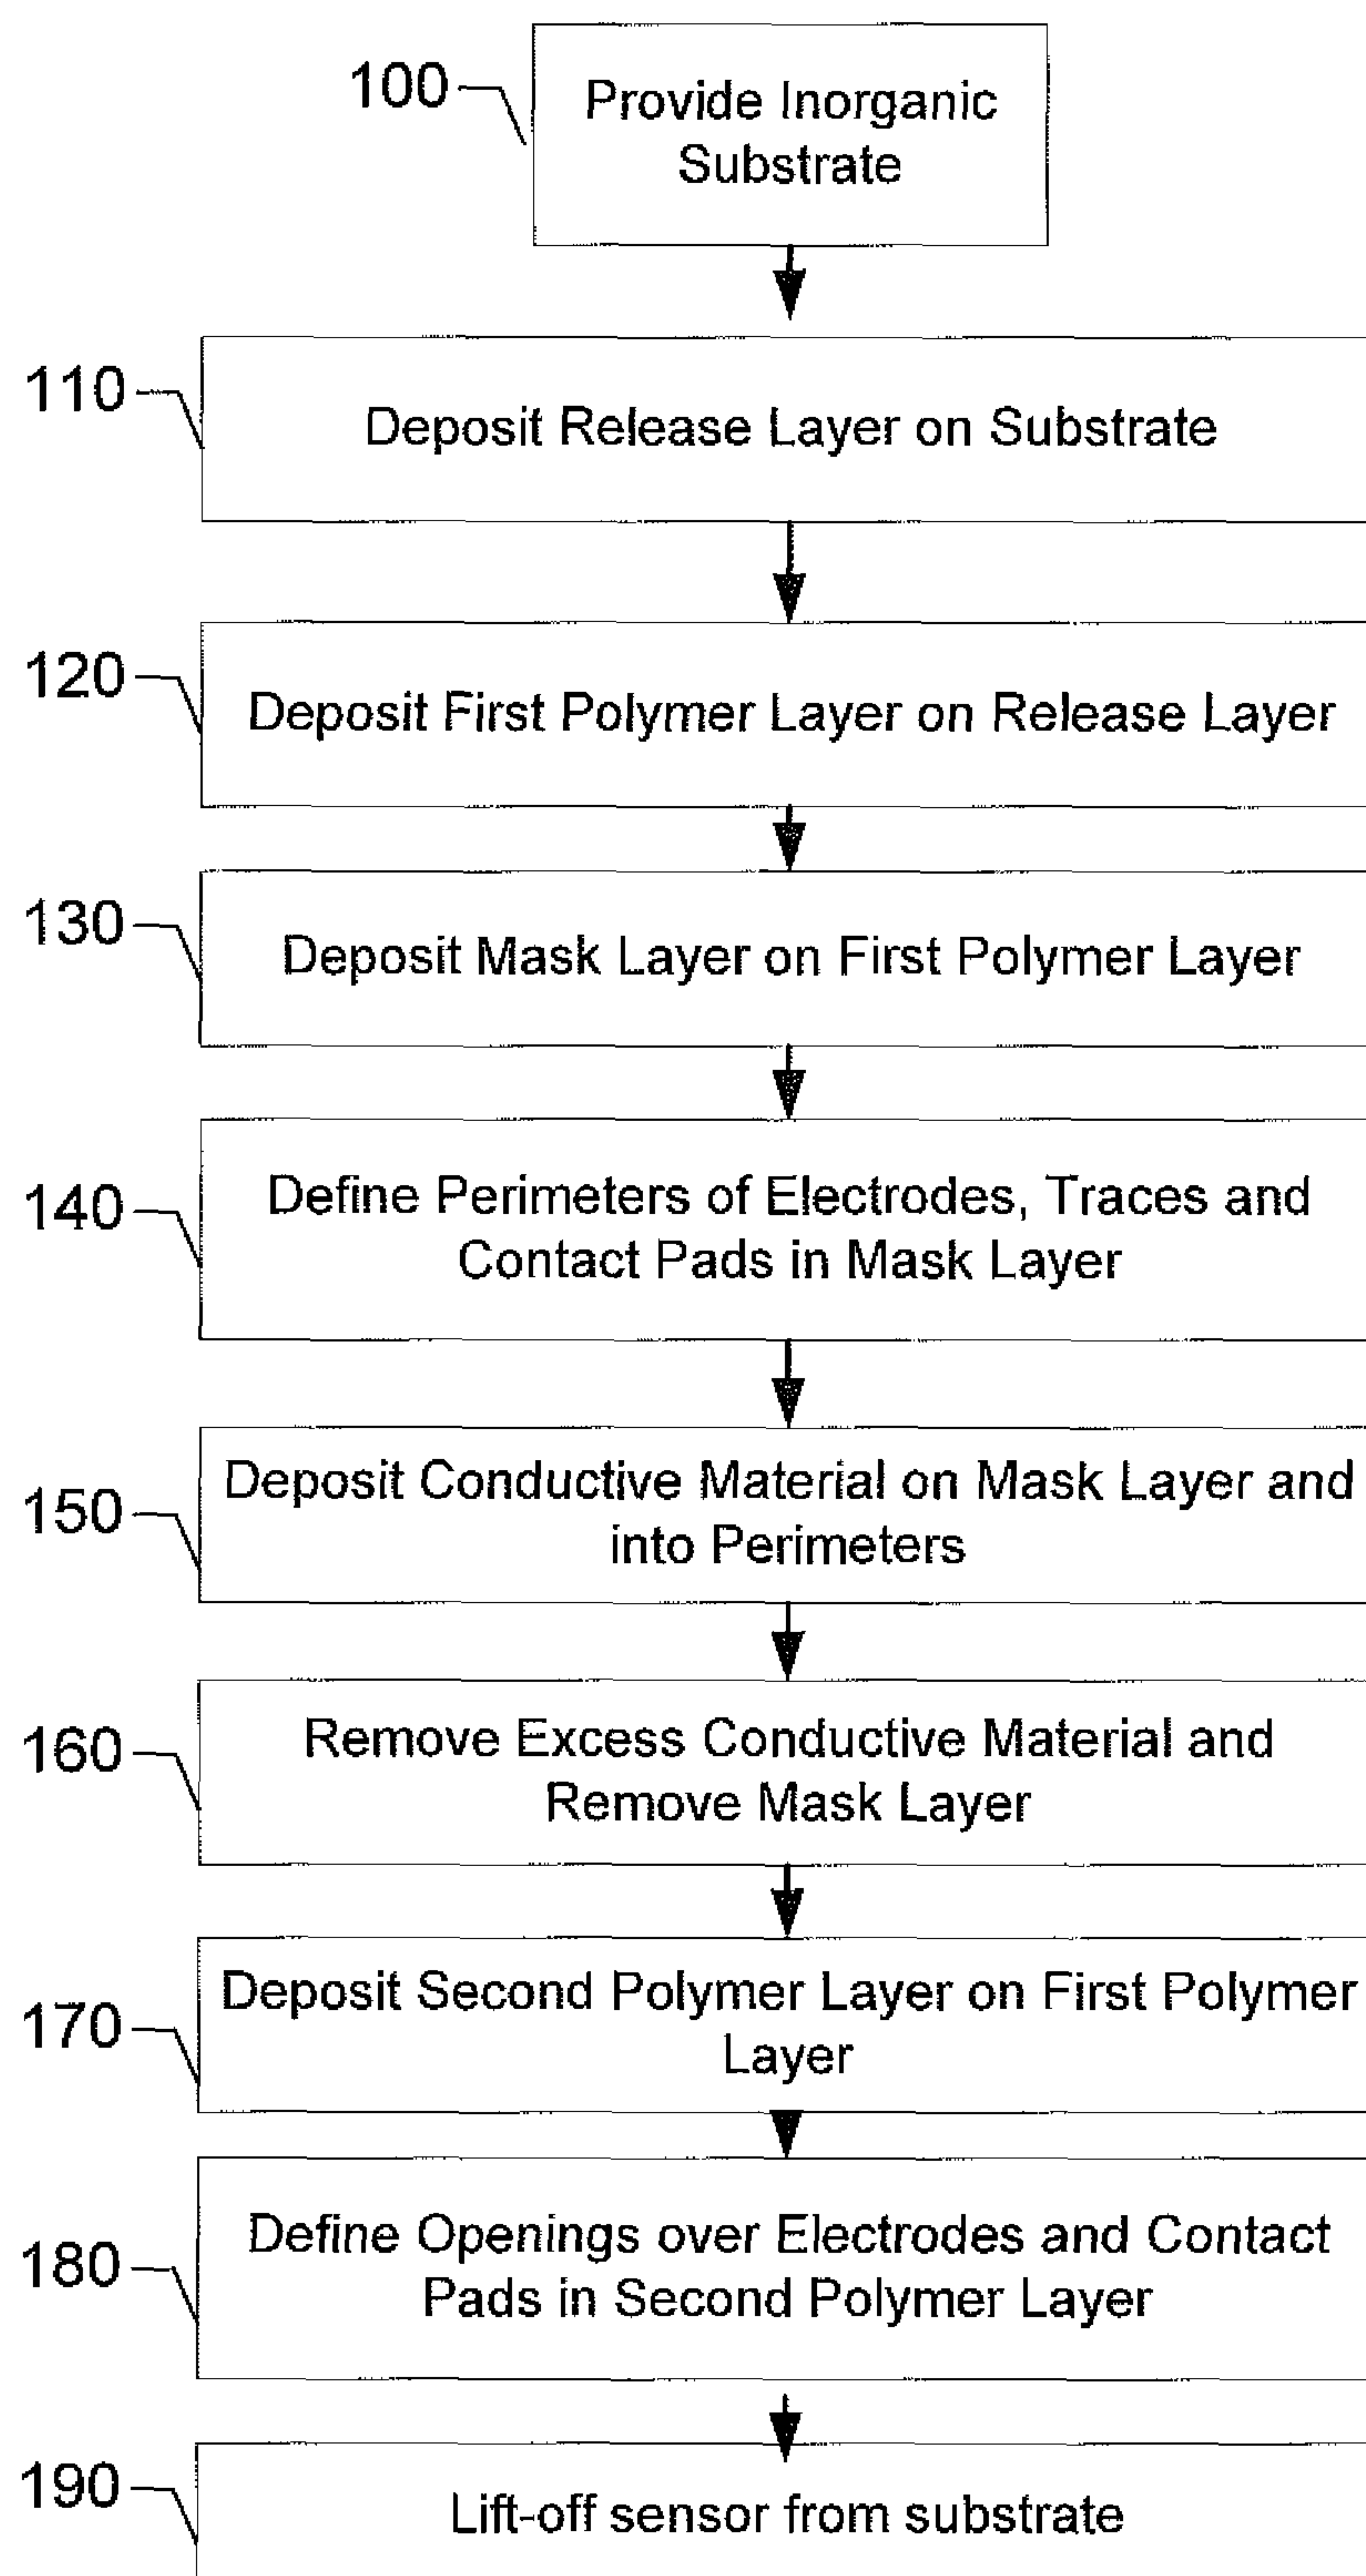 100
Provide Inorganic
Substrate
110
Deposit Release Layer on Substrate
120
Deposit First Polymer Layer on Release Layer
130
Deposit Mask Layer on First Polymer Layer
140
Define Perimeters of Electrodes, Traces and
Contact Pads in Mask Layer
150
Deposit Conductive Material on Mask Layer and
into Perimeters
160
Remove Excess Conductive Material and
Remove Mask Layer
170
Deposit Second Polymer Layer on First Polymer
Layer
180
Define Openings over Electrodes and Contact
Pads in Second Polymer Layer
190
Lift-off sensor from substrate